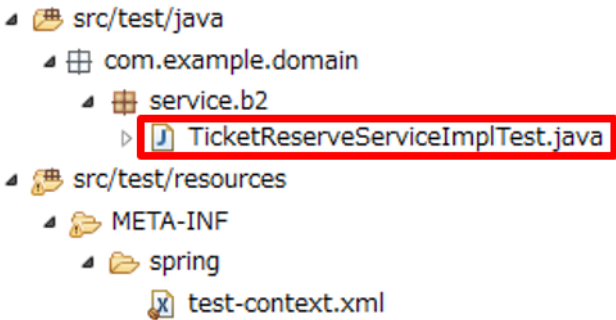 src/test/java
com.example.domain
service.b2
TicketReserveServiceImplTest.java
src/test/resources
META-INF
spring
test-context.xml